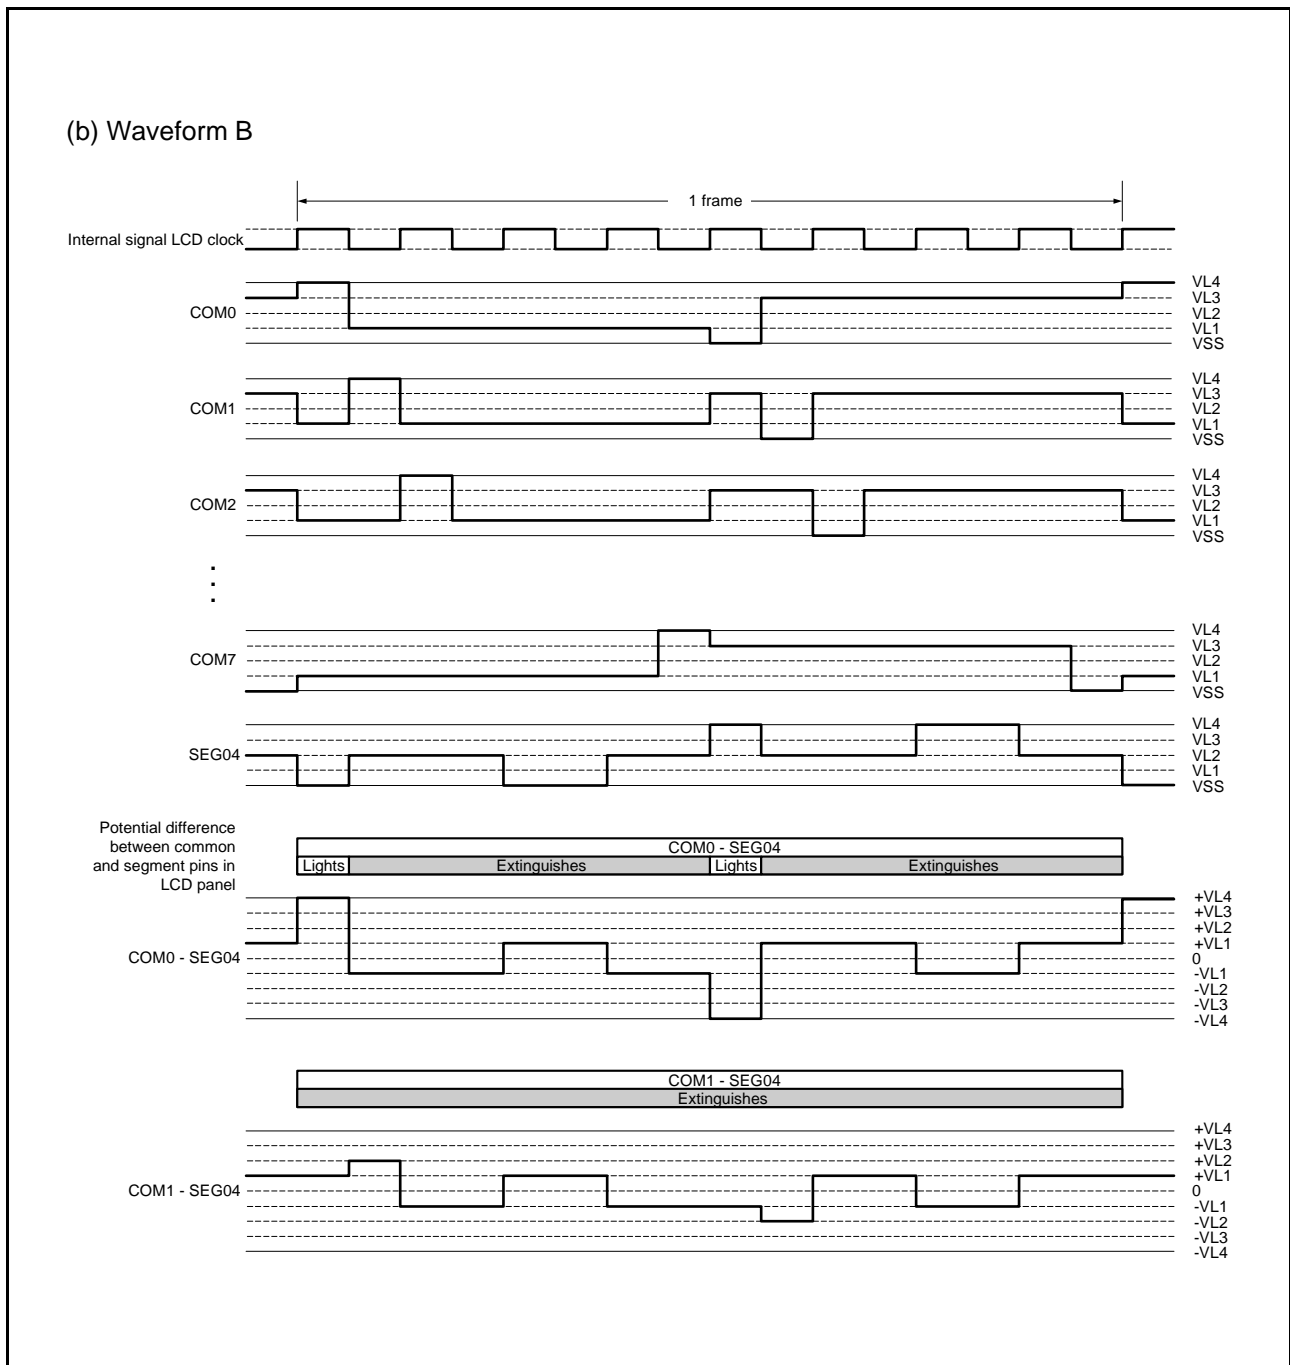 (b) Waveform B
1 frame
Internal signal LCD clock
COM0
VL4
VL3
VL2
VL1
VSS
COM1
VL4
VL3
VL2
VL1
VSS
COM2
VL4
VL3
VL2
VL1
VSS
COM7
VL4
VL3
VL2
VL1
VSS
SEG04
VL4
VL3
VL2
VL1
VSS
Potential difference
between common
and segment pins in
LCD panel
COM0 - SEG04
Lights
Extinguishes
Lights
Extinguishes
COM0 - SEG04
+VL4
+VL3
+VL2
+VL1
0
-VL1
-VL2
-VL3
-VL4
COM1 - SEG04
Extinguishes
COM1 - SEG04
+VL4
+VL3
+VL2
+VL1
0
-VL1
-VL2
-VL3
-VL4